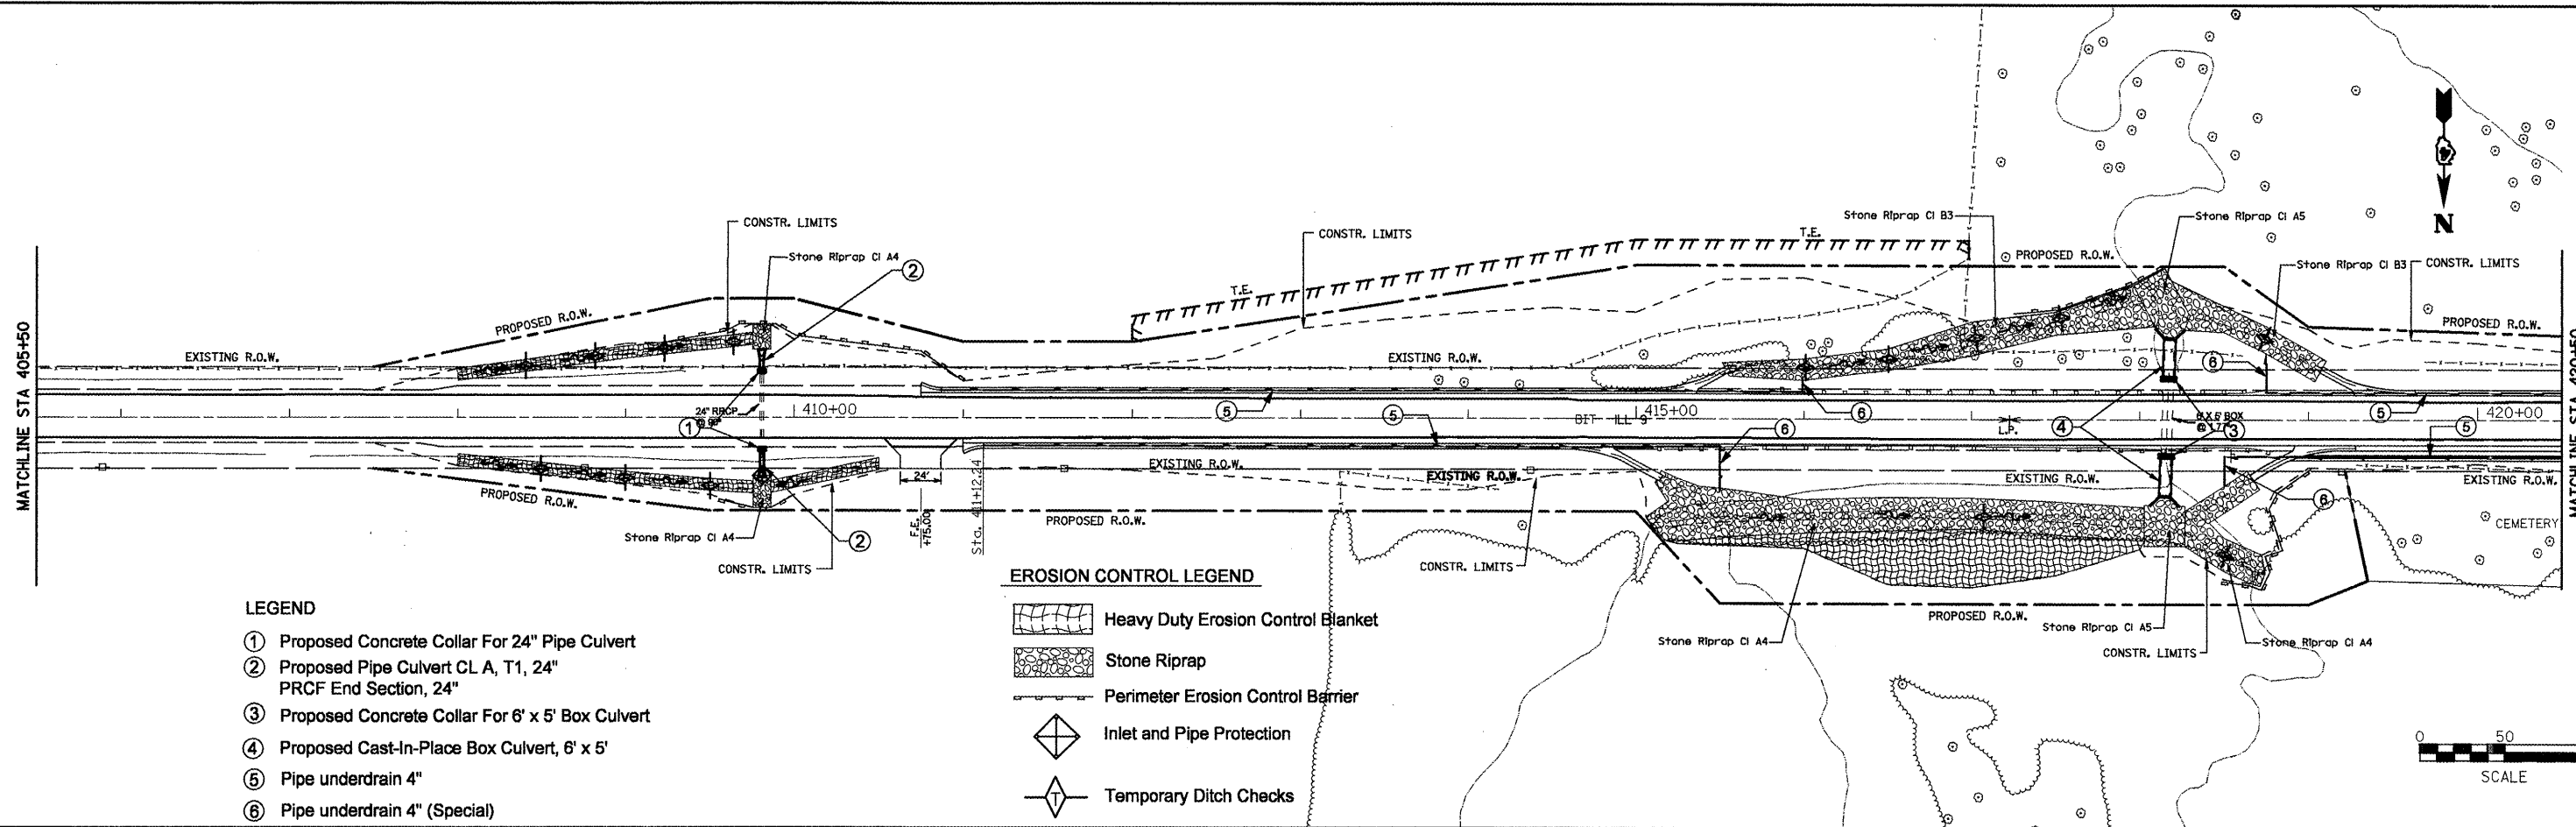 CONSTR. LIMITS
Stone Riprap Cl A4
2
CONSTR. LIMITS
T.E.
T.E.
Stone Riprap Cl B3
Stone Riprap Cl A5
N
PROPOSED R.O.W.
Stone Riprap Cl B3
CONSTR. LIMITS
PROPOSED R.O.W.
PROPOSED R.O.W.
EXISTING R.O.W.
EXISTING R.O.W.
6
MATCHLINE STA 405+50
24" RRCP
1
410+00
5
5
6
415+00
6
L.P.
4
3
5
5
420+00
MATCHLINE STA 420+50
EXISTING R.O.W.
EXISTING R.O.W.
EXISTING R.O.W.
EXISTING R.O.W.
6
24'
PROPOSED R.O.W.
F.E.
+75.00
Sta. 411+12.24
PROPOSED R.O.W.
CEMETERY
Stone Riprap Cl A4
2
CONSTR. LIMITS
CONSTR. LIMITS
PROPOSED R.O.W.
Stone Riprap Cl A4
Stone Riprap Cl A5
Stone Riprap Cl A4
CONSTR. LIMITS
LEGEND
1 Proposed Concrete Collar For 24" Pipe Culvert
2 Proposed Pipe Culvert CL A, T1, 24"
PRCF End Section, 24"
3 Proposed Concrete Collar For 6' x 5' Box Culvert
4 Proposed Cast-In-Place Box Culvert, 6' x 5'
5 Pipe underdrain 4"
6 Pipe underdrain 4" (Special)
EROSION CONTROL LEGEND
Heavy Duty Erosion Control Blanket
Stone Riprap
Perimeter Erosion Control Barrier
Inlet and Pipe Protection
T Temporary Ditch Checks
0 50
SCALE